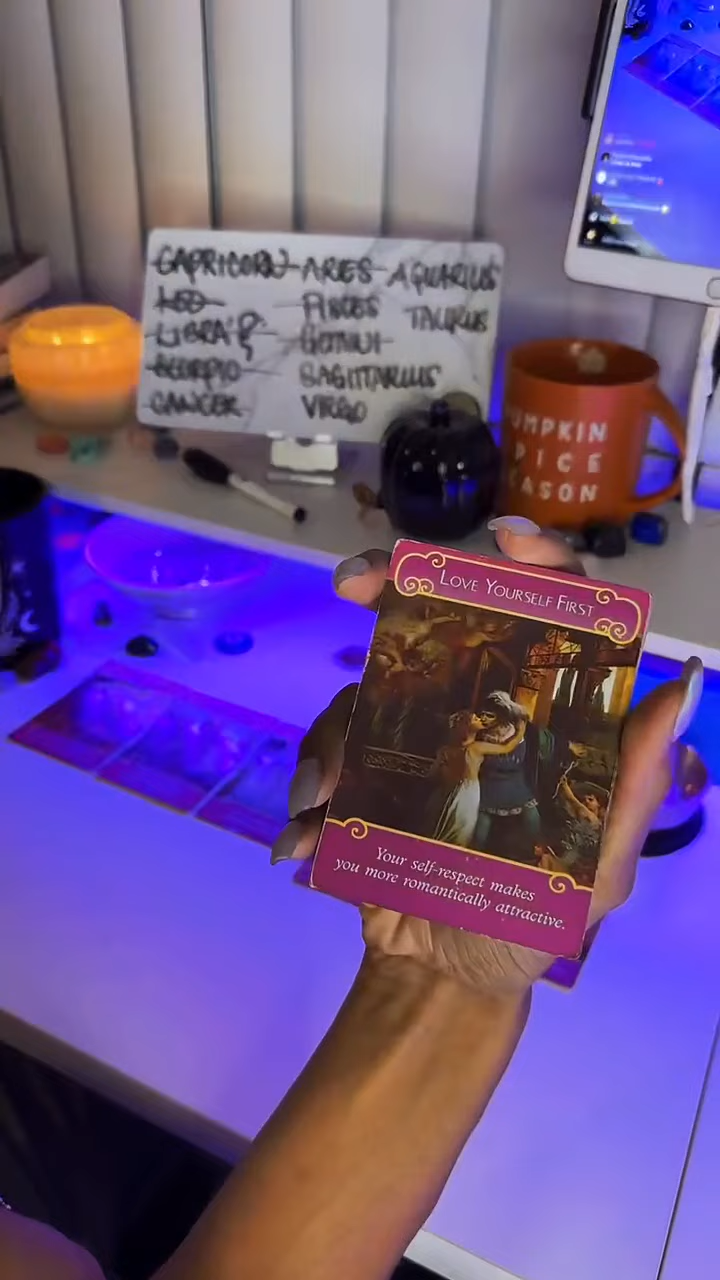 CAPRICORN ARIES AQUARIUS
LEO PISCES TAURUS
LIBRA GEMINI
SCORPIO SAGITTARIUS
CANCER VIRGO
PUMPKIN
SPICE
SEASON
LOVE YOURSELF FIRST
Your self-respect makes
you more romantically attractive.